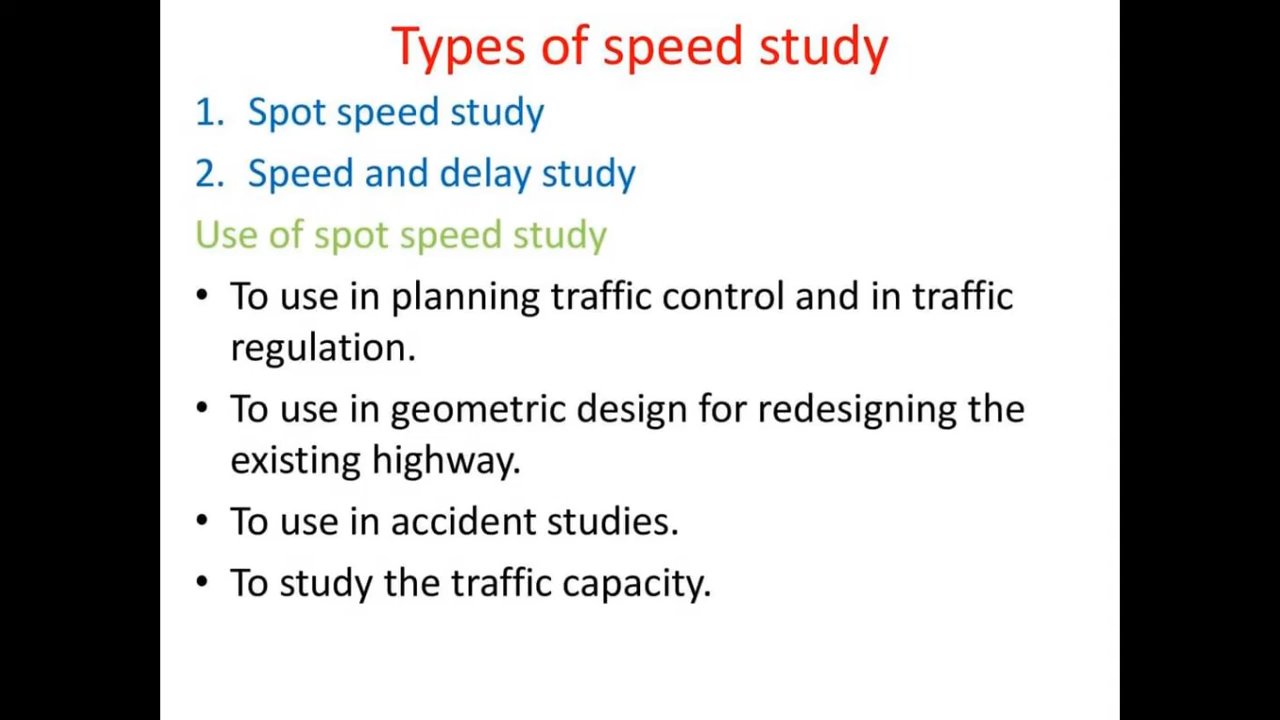 Types of speed study
1. Spot speed study
2. Speed and delay study
Use of spot speed study
• To use in planning traffic control and in traffic
regulation.
• To use in geometric design for redesigning the
existing highway.
• To use in accident studies.
• To study the traffic capacity.